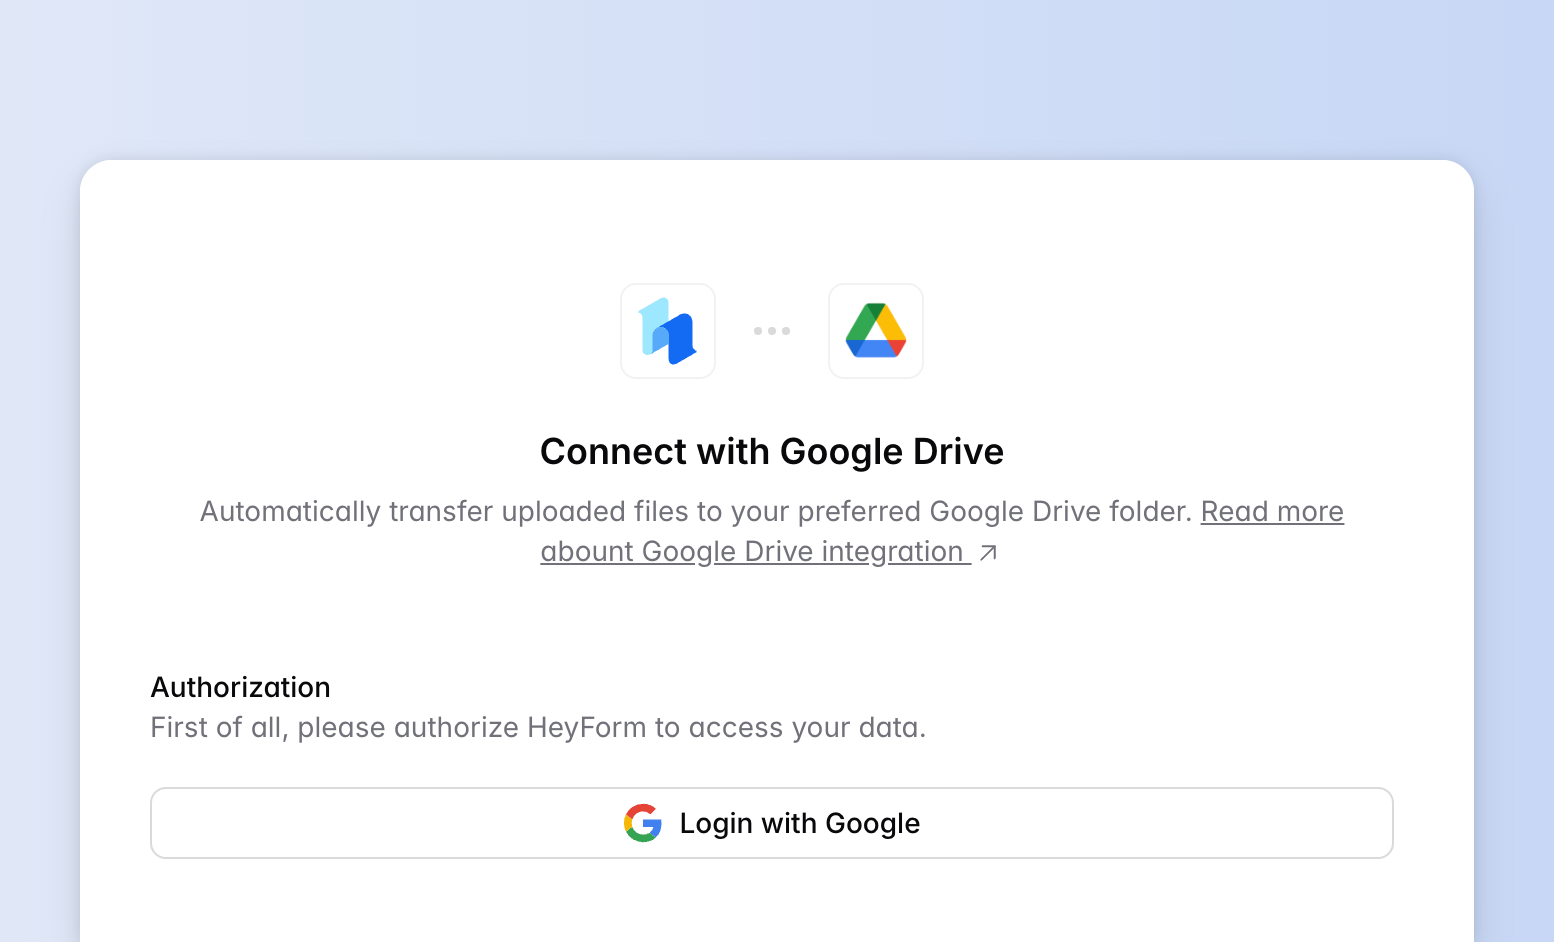 Connect with Google Drive
Automatically transfer uploaded files to your preferred Google Drive folder. Read more
abount Google Drive integration
Authorization
First of all, please authorize HeyForm to access your data.
Login with Google